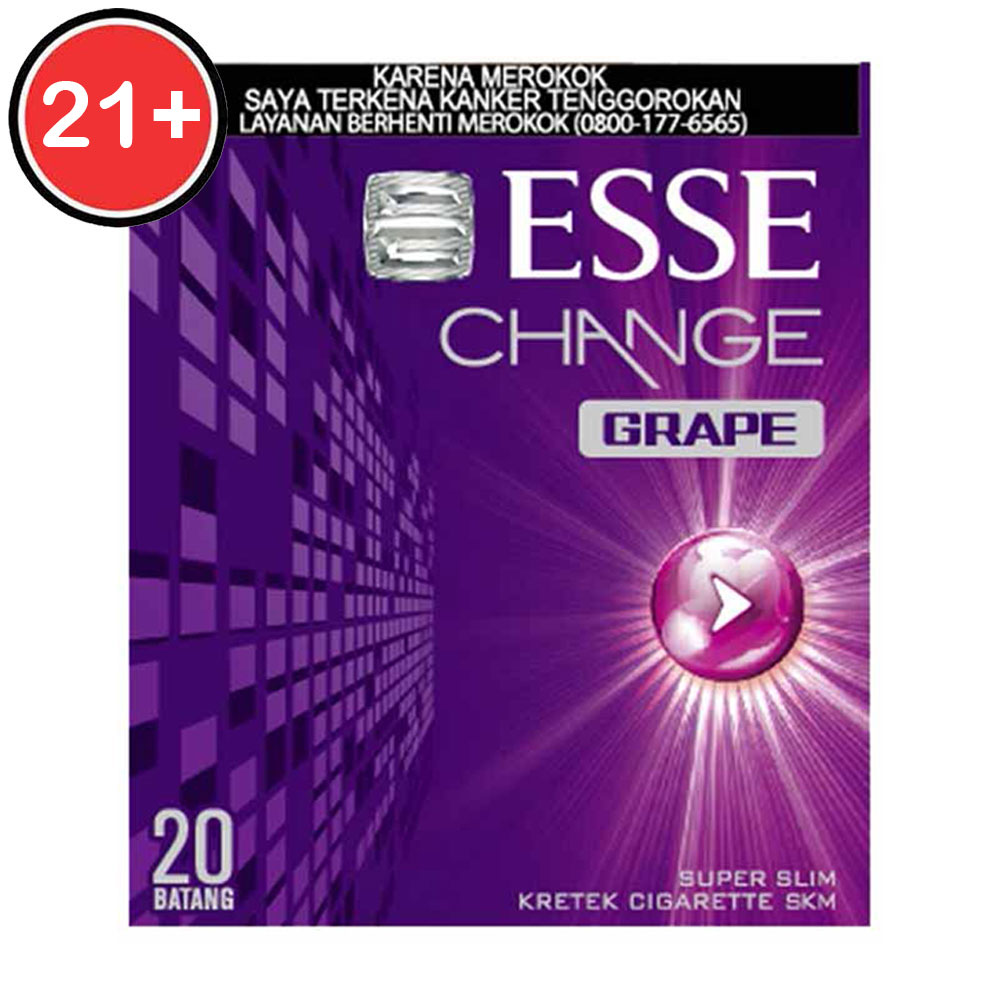 21+
KARENA MEROKOK
SAYA TERKENA KANKER TENGGOROKAN
LAYANAN BERHENTI MEROKOK (0800-177-6565)
ESSE
CHANGE
GRAPE
20
BATANG
SUPER SLIM
KRETEK CIGARETTE SKM